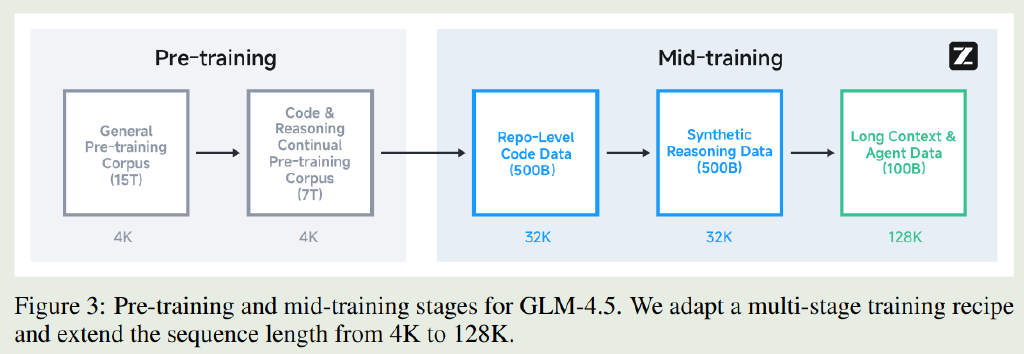 Pre-training
Mid-training
Z
General
Pre-training
Corpus
(15T)
Code &
Reasoning
Continual
Pre-training
Corpus
(7T)
Repo-Level
Code Data
(500B)
Synthetic
Reasoning Data
(500B)
Long Context &
Agent Data
(100B)
4K
4K
32K
32K
128K
Figure 3: Pre-training and mid-training stages for GLM-4.5. We adapt a multi-stage training recipe
and extend the sequence length from 4K to 128K.